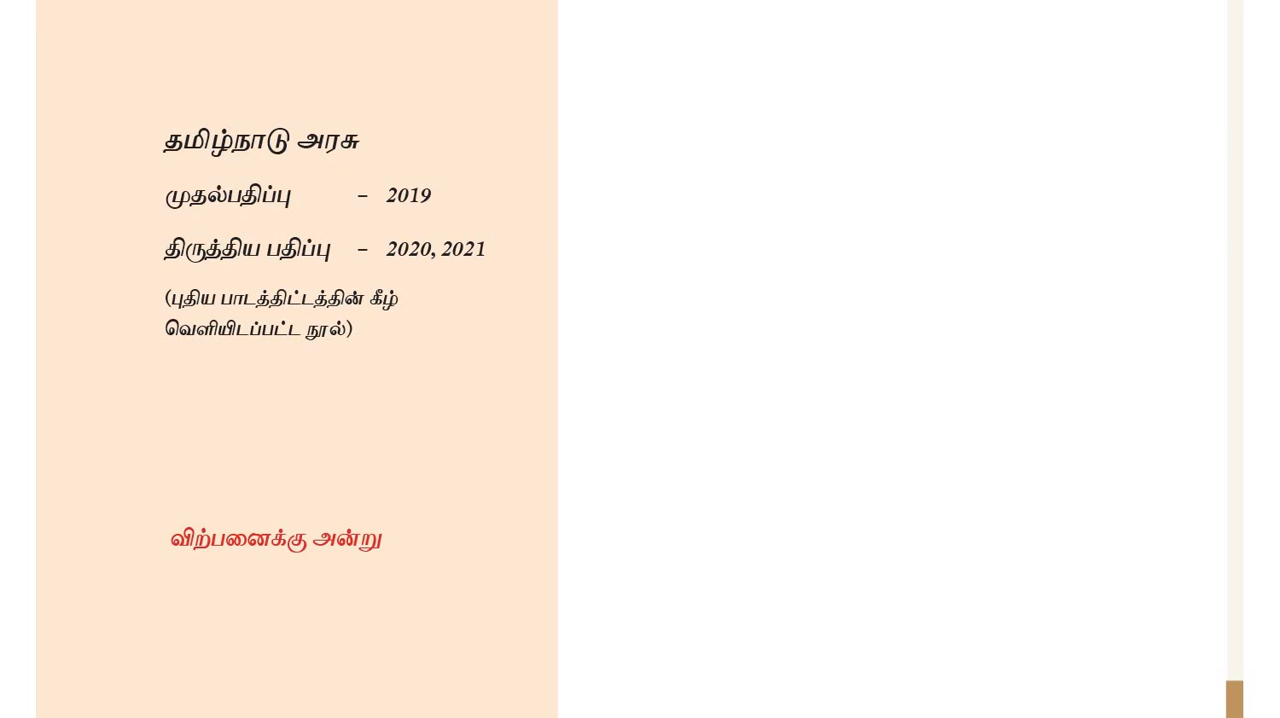 தமிழ்நாடு அரசு
முதல்பதிப்பு - 2019
திருத்திய பதிப்பு - 2020, 2021
(புதிய பாடத்திட்டத்தின் கீழ்
வெளியிடப்பட்ட நூல்)
விற்பனைக்கு அன்று